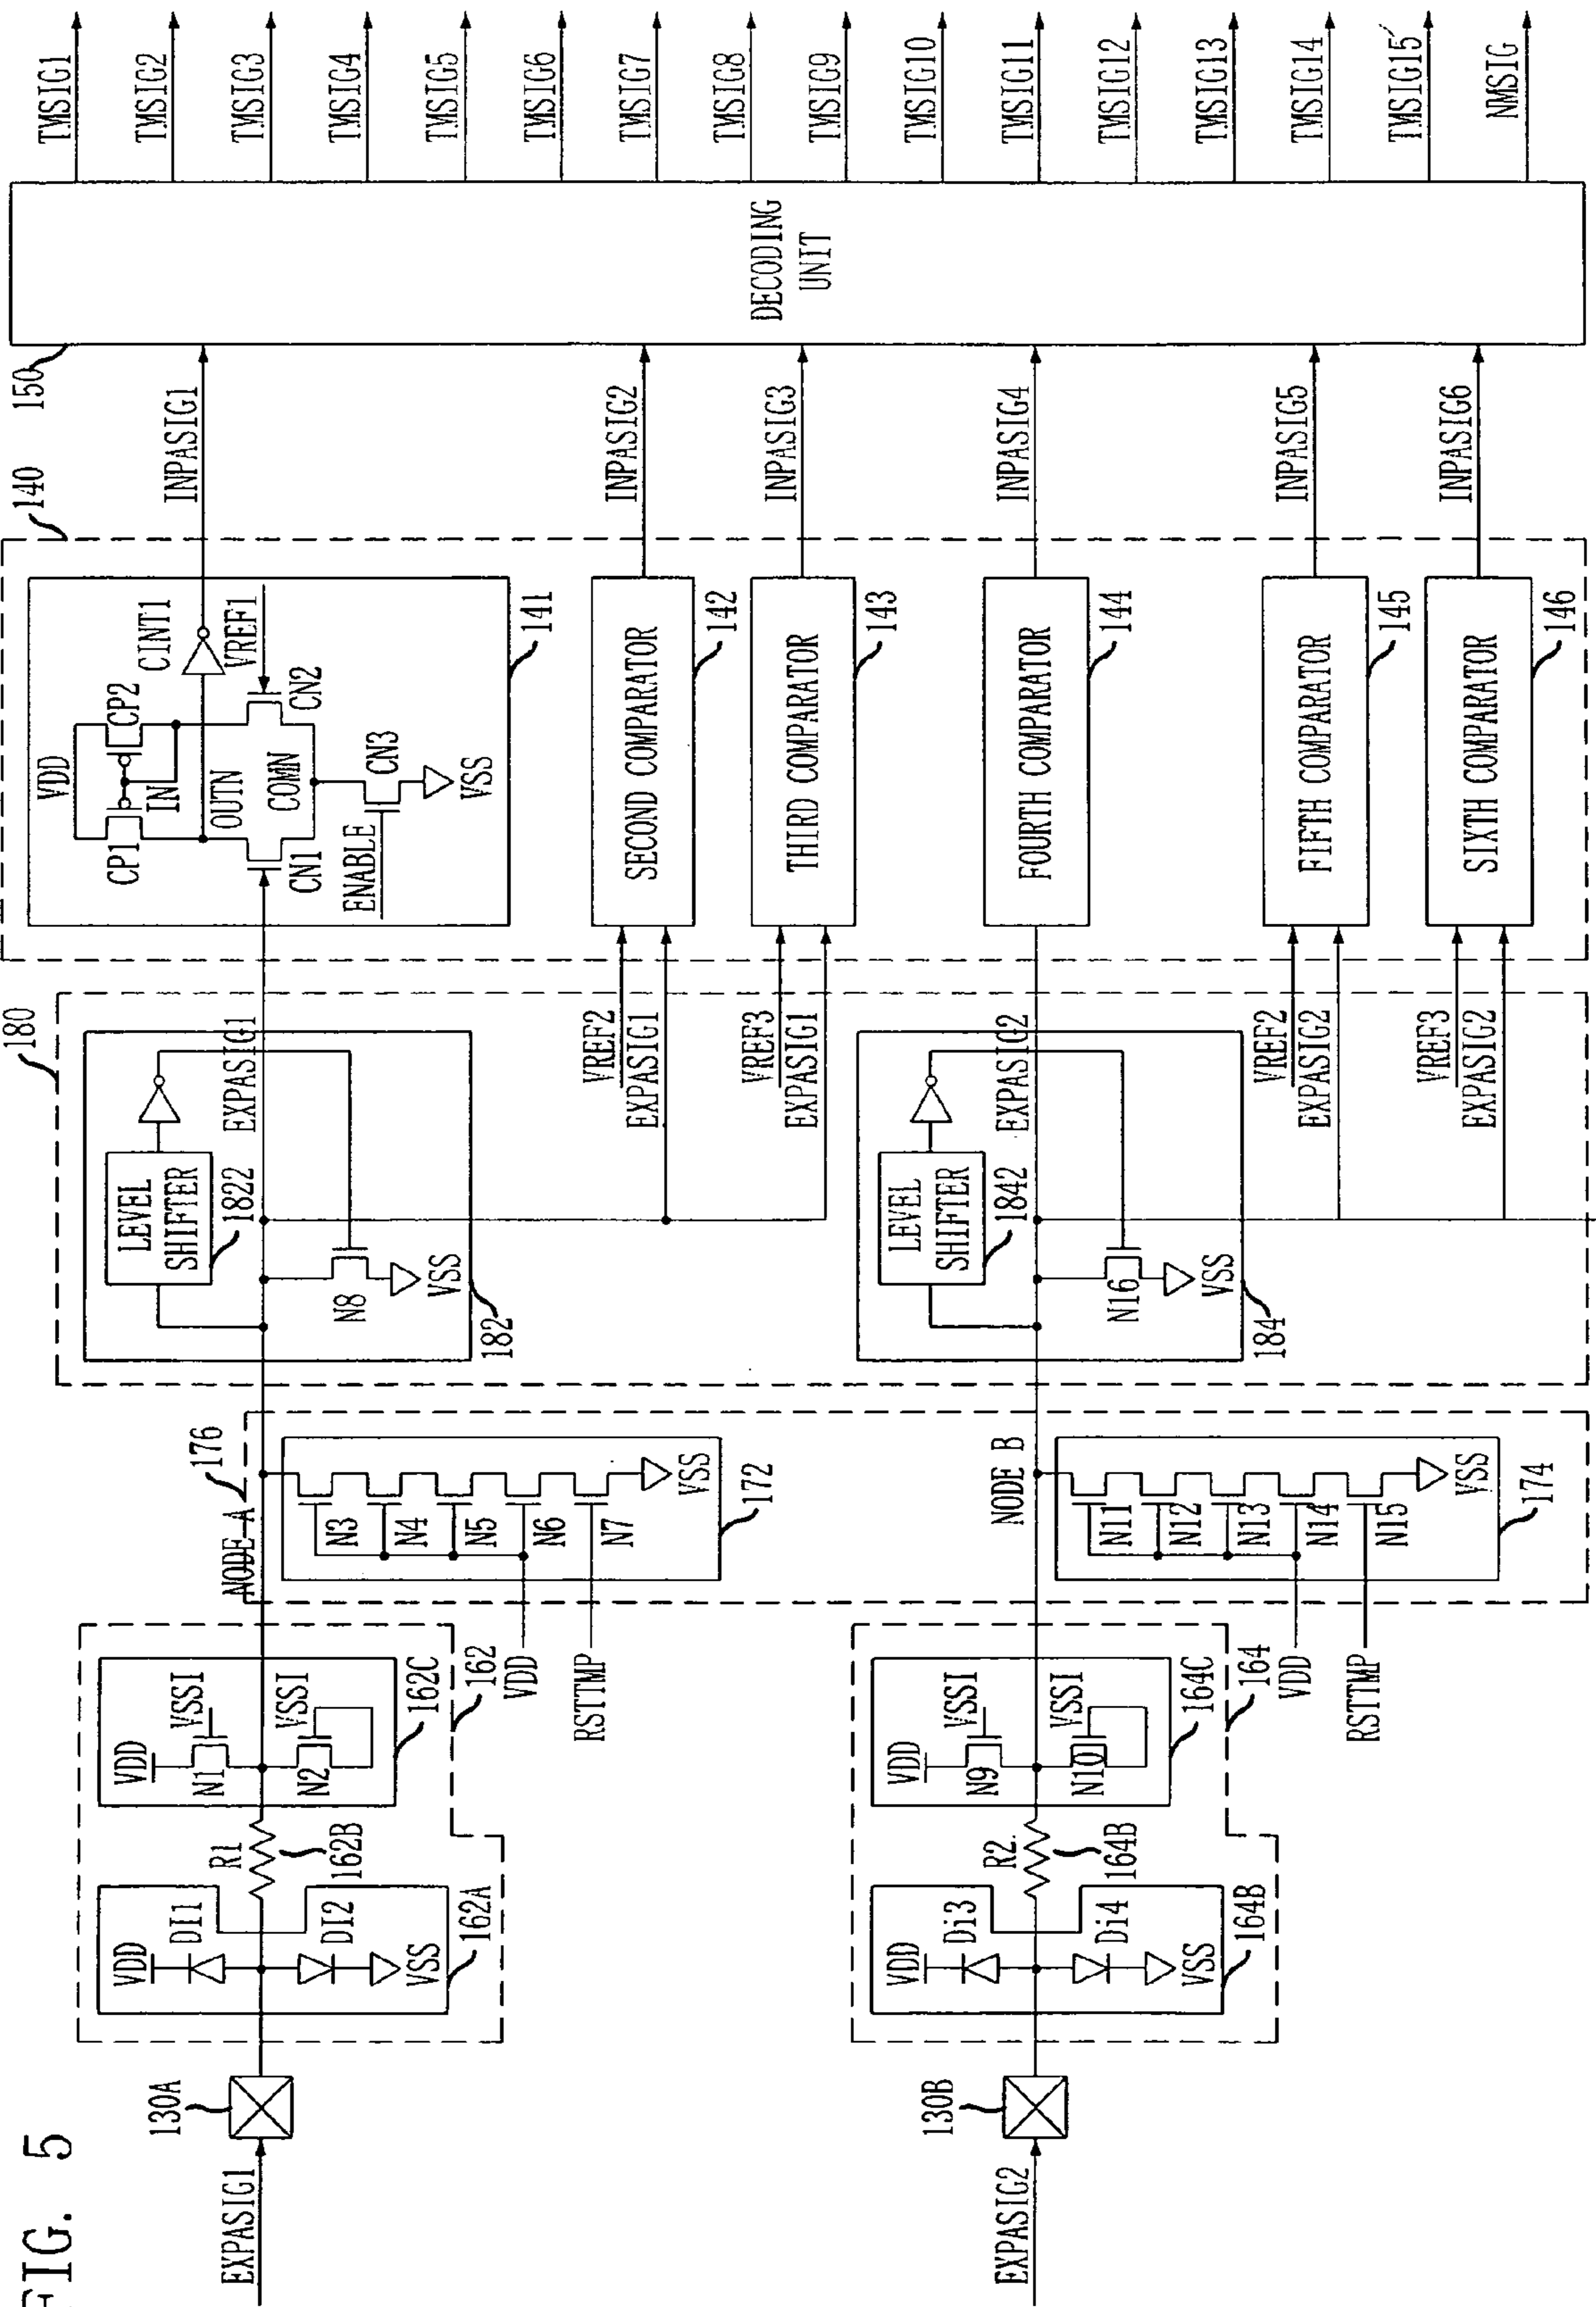 FIG. 5
EXPASIG1
130A
VDD
DI1
DI2
VSS
162A
R1
162B
VDD
N1
VSSI
N2
VSSI
162C
162
NODE A
176
N3
N4
N5
N6
N7
VSS
172
VDD
RSTTMP
180
LEVEL
SHIFTER
1822
N8
VSS
182
EXPASIG1
VREF2
EXPASIG1
VREF3
EXPASIG1
140
VDD
CP1
CP2
IN
OUTN
CINT1
VREF1
CN1
COMN
CN2
CN3
ENABLE
VSS
141
SECOND COMPARATOR
142
THIRD COMPARATOR
143
INPASIG1
INPASIG2
INPASIG3
EXPASIG2
130B
VDD
Di3
Di4
VSS
164B
R2
164B
VDD
N9
VSSI
N10
VSSI
164C
164
NODE B
N11
N12
N13
N14
N15
VSS
174
VDD
RSTTMP
LEVEL
SHIFTER
1842
N16
VSS
184
EXPASIG2
VREF2
EXPASIG2
VREF3
EXPASIG2
FOURTH COMPARATOR
144
FIFTH COMPARATOR
145
SIXTH COMPARATOR
146
INPASIG4
INPASIG5
INPASIG6
150
DECODING
UNIT
TMSIG1
TMSIG2
TMSIG3
TMSIG4
TMSIG5
TMSIG6
TMSIG7
TMSIG8
TMSIG9
TMSIG10
TMSIG11
TMSIG12
TMSIG13
TMSIG14
TMSIG15
NMSIG